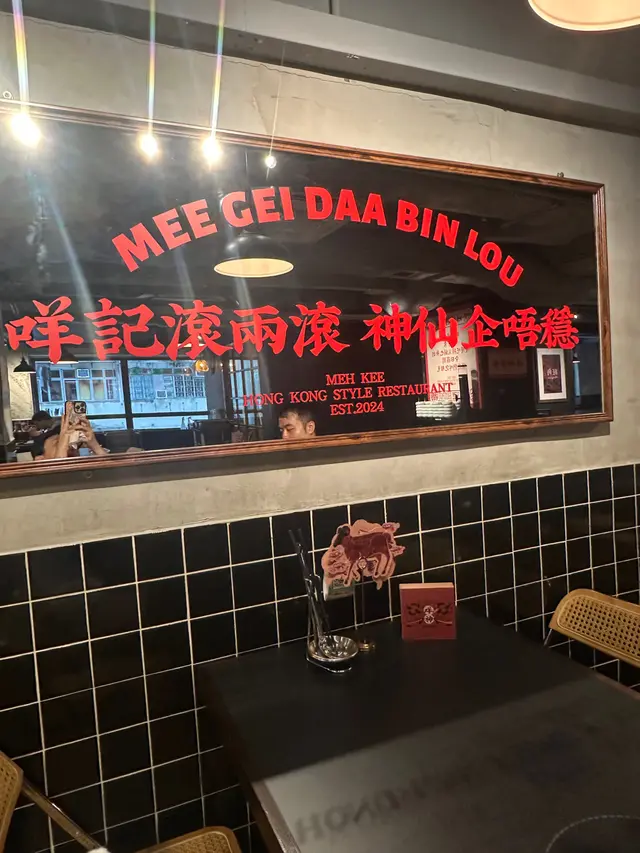 MEE GEI DAA BIN LOU
咩記滾兩滾 神仙企唔穩
MEH KEE
HONG KONG STYLE RESTAURANT
EST.2024